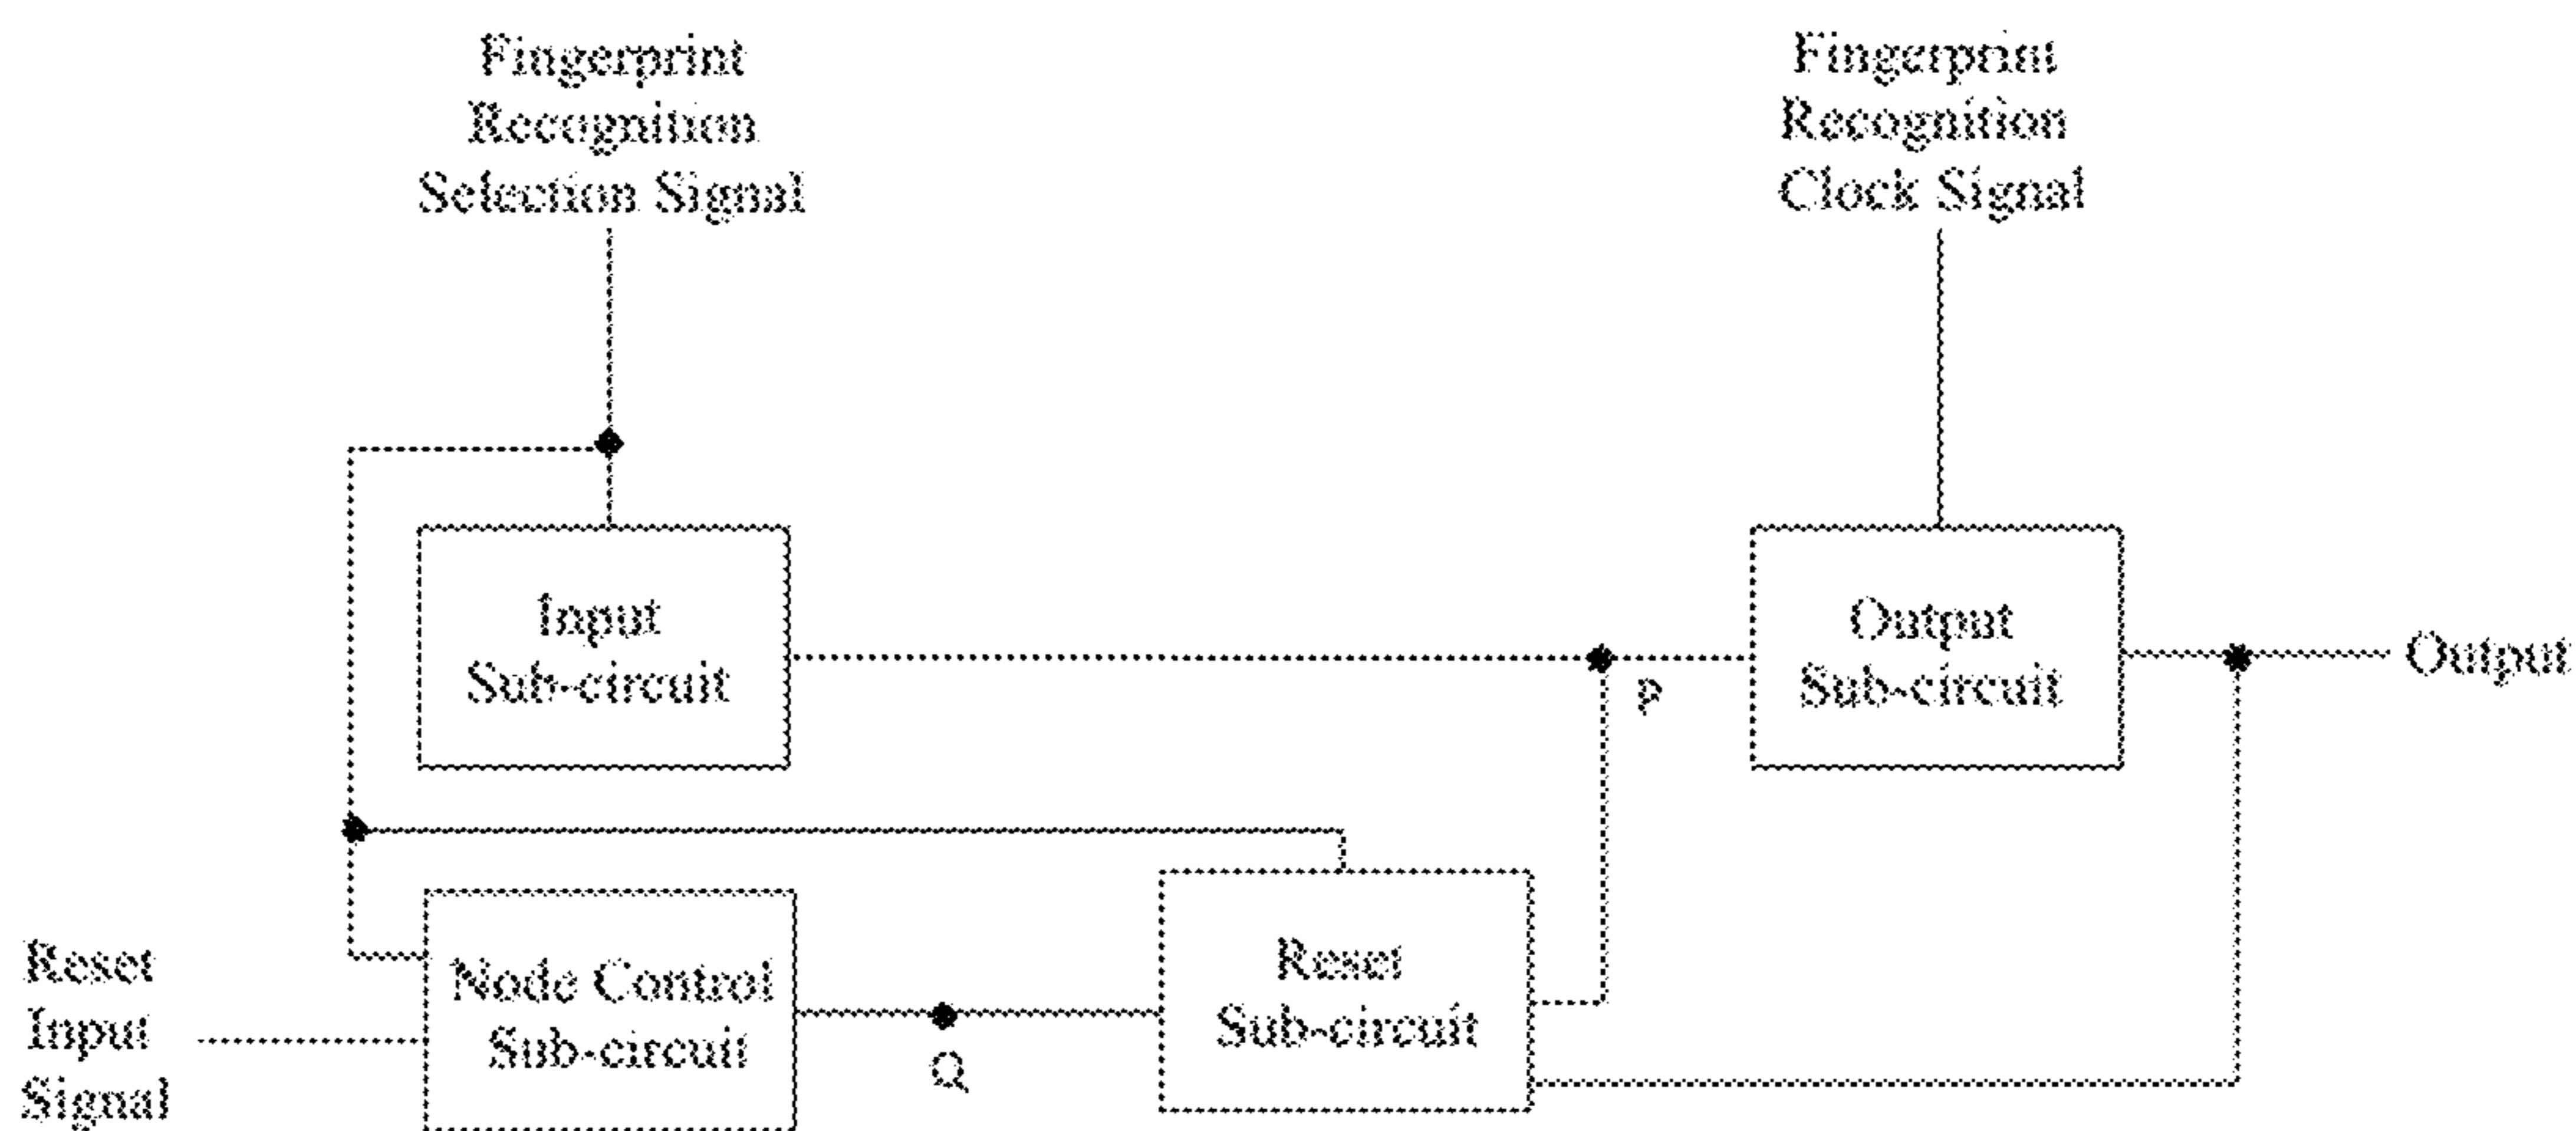 Fingerprint
Recognition
Selection Signal
Fingerprint
Recognition
Clock Signal
Input
Sub-circuit
Output
Sub-circuit
Output
P
Reset
Input
Signal
Node Control
Sub-circuit
Q
Reset
Sub-circuit